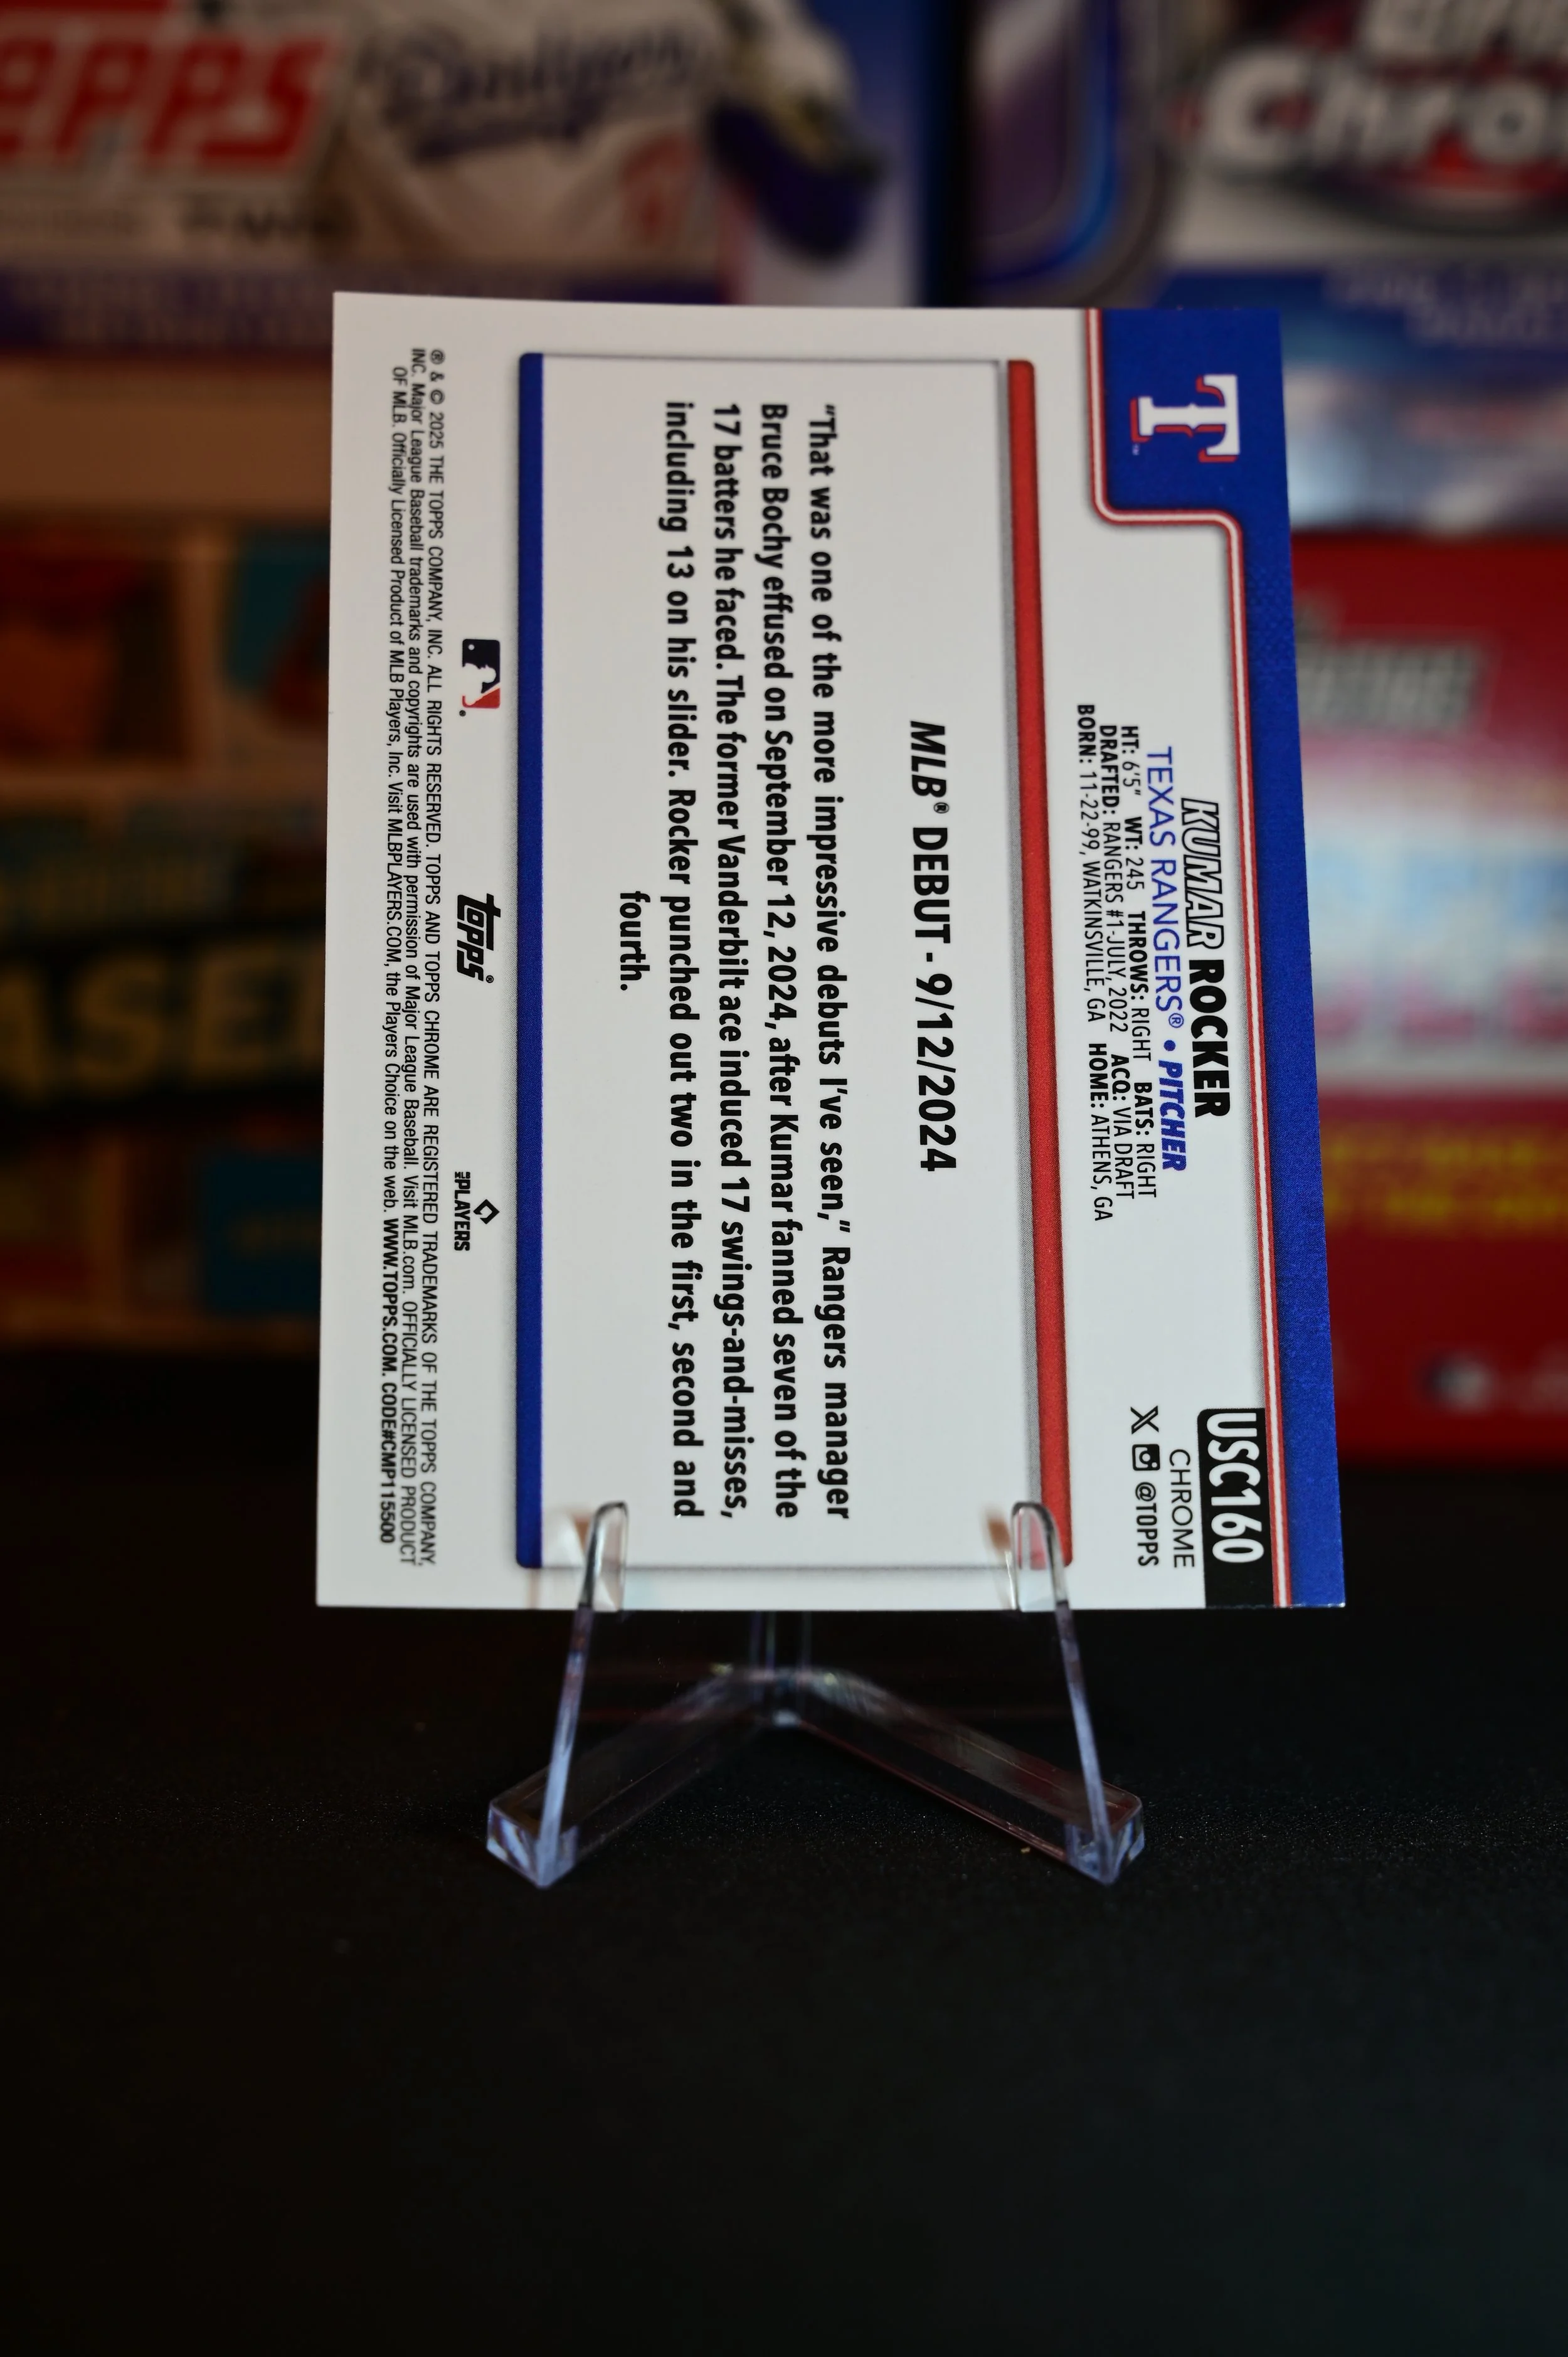 USC160
CHROME
X @TOPPS
T
KUMAR ROCKER
TEXAS RANGERS® • PITCHER
HT: 6'5" WT: 245 THROWS: RIGHT BATS: RIGHT
DRAFTED: RANGERS #1-JULY, 2022 ACQ: VIA DRAFT
BORN: 11-22-99, WATKINSVILLE, GA HOME: ATHENS, GA
MLB® DEBUT - 9/12/2024
"That was one of the more impressive debuts I've seen," Rangers manager
Bruce Bochy effused on September 12, 2024, after Kumar fanned seven of the
17 batters he faced. The former Vanderbilt ace induced 17 swings-and-misses,
including 13 on his slider. Rocker punched out two in the first, second and
fourth.
topps®
PLAYERS
® & © 2025 THE TOPPS COMPANY, INC. ALL RIGHTS RESERVED. TOPPS AND TOPPS CHROME ARE REGISTERED TRADEMARKS OF THE TOPPS COMPANY,
INC. Major League Baseball trademarks and copyrights are used with permission of Major League Baseball. Visit MLB.com. OFFICIALLY LICENSED PRODUCT
OF MLB. Officially Licensed Product of MLB Players, Inc. Visit MLBPLAYERS.COM, the Players Choice on the web. WWW.TOPPS.COM. CODE#CMP115500
Dodgers
Chro